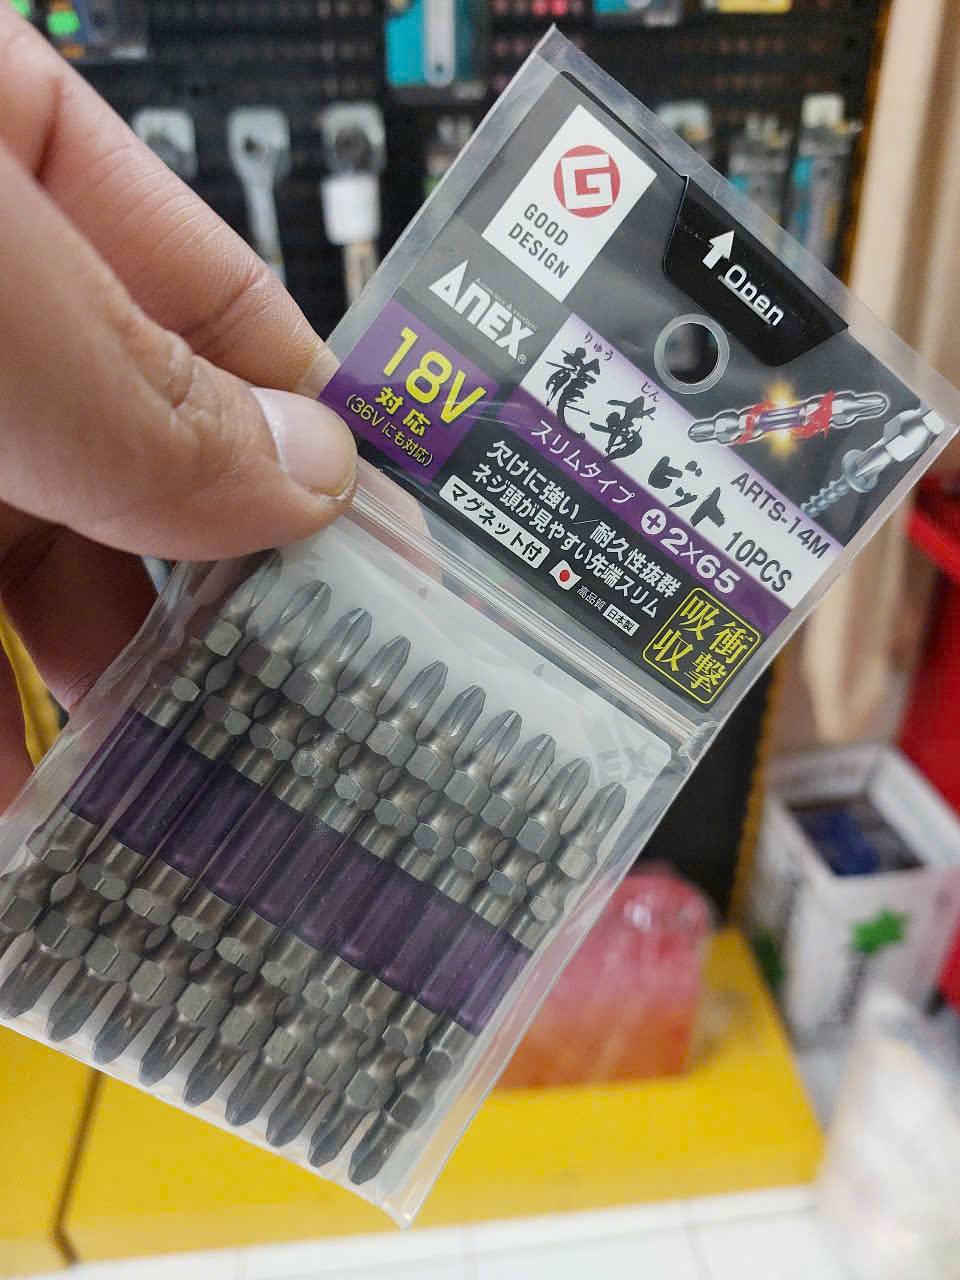 GOOD
DESIGN
Open
ANEX®
18V
対応
(36Vにも対応)
りゅう じん
龍靭ビット
スリムタイプ
ARTS-14M
+2×65 10PCS
欠けに強い/耐久性抜群
ネジ頭が見やすい先端スリム
マグネット付
高品質 日本製
衝撃
吸収